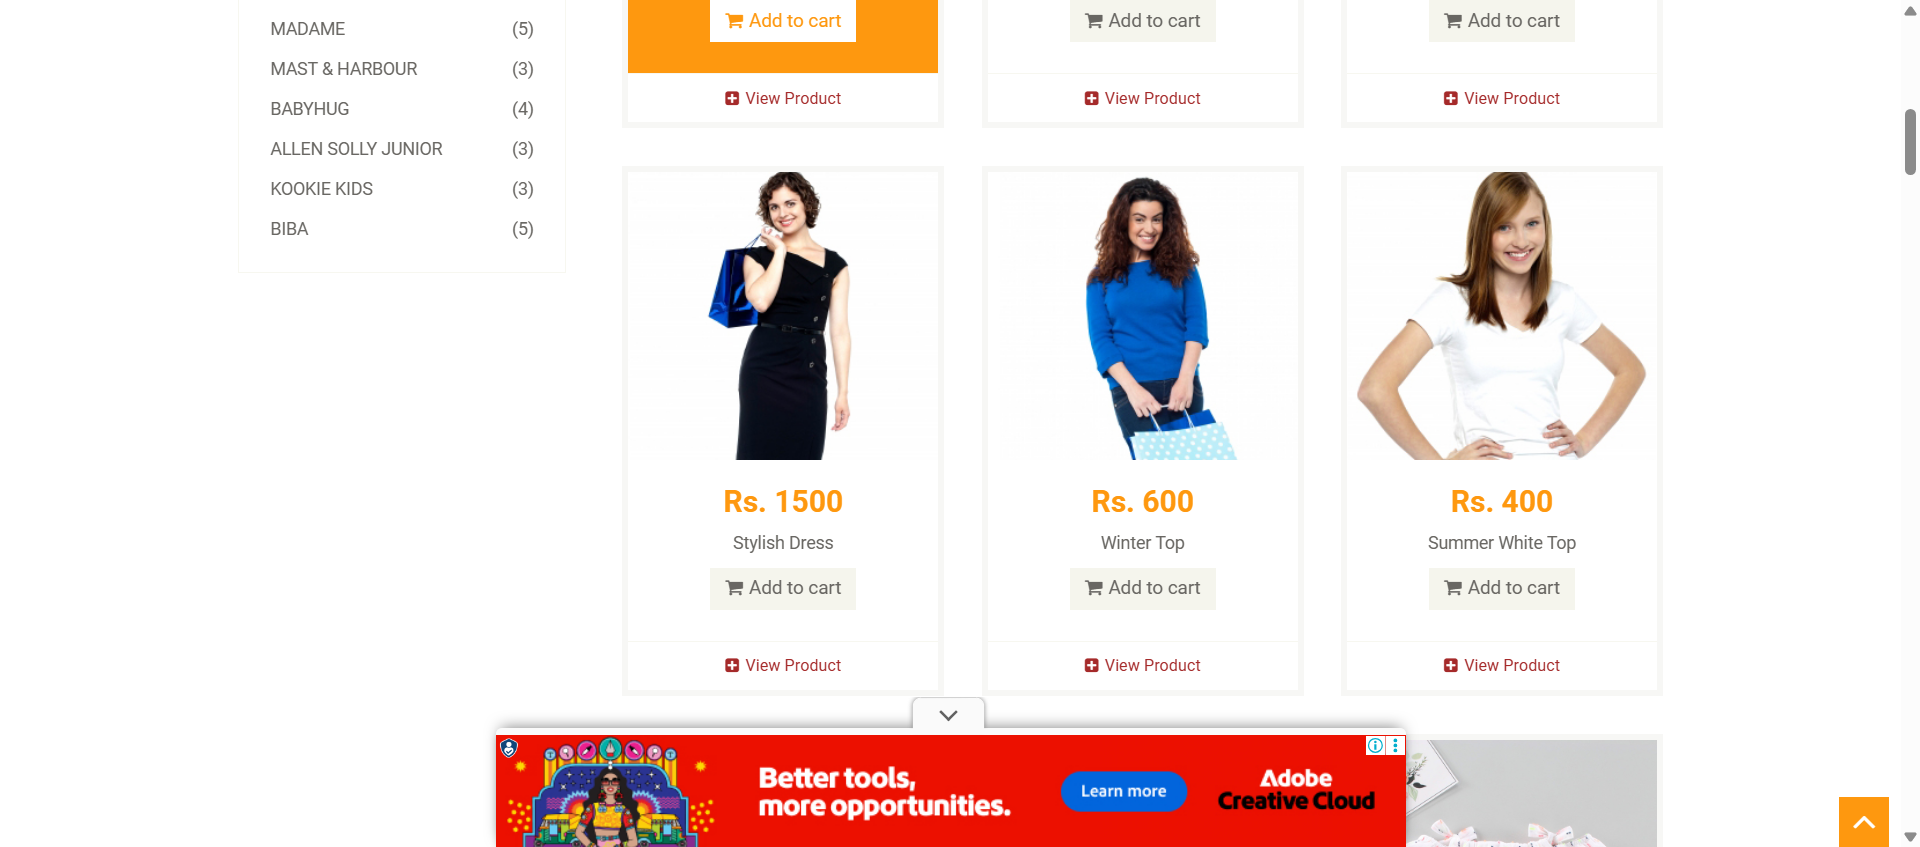 MADAME (5)
MAST & HARBOUR (3)
BABYHUG (4)
ALLEN SOLLY JUNIOR (3)
KOOKIE KIDS (3)
BIBA (5)
Add to cart
Add to cart
Add to cart
View Product
View Product
View Product
Rs. 1500
Stylish Dress
Add to cart
View Product
Rs. 600
Winter Top
Add to cart
View Product
Rs. 400
Summer White Top
Add to cart
View Product
Better tools,
more opportunities.
Learn more
Adobe
Creative Cloud